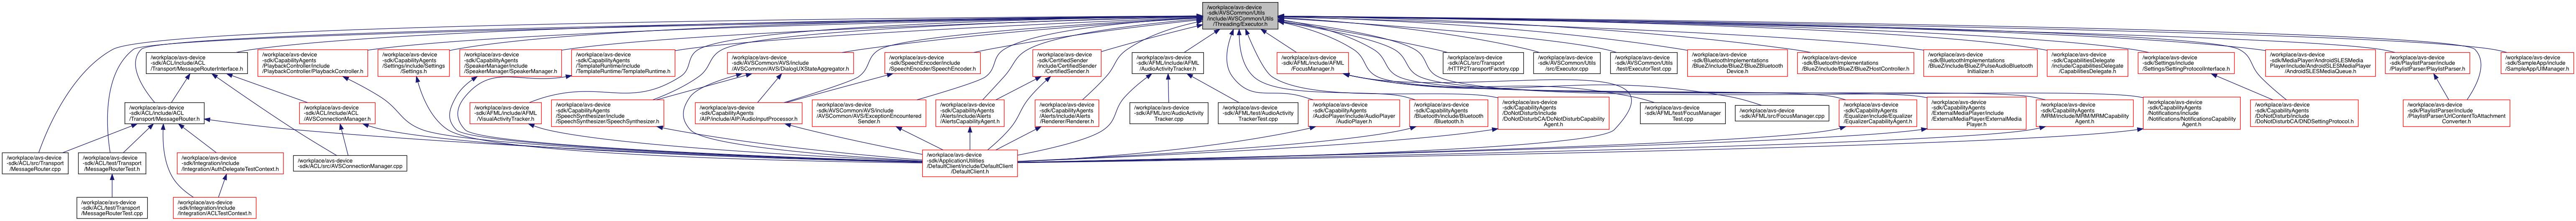 /workplace/avs-device
-sdk/AVSCommon/Utils
/include/AVSCommon/Utils
/Threading/Executor.h
/workplace/avs-device
-sdk/ACL/include/ACL
/Transport/MessageRouterInterface.h
/workplace/avs-device
-sdk/CapabilityAgents
/PlaybackController/include
/PlaybackController/PlaybackController.h
/workplace/avs-device
-sdk/CapabilityAgents
/Settings/include/Settings
/Settings.h
/workplace/avs-device
-sdk/CapabilityAgents
/SpeakerManager/include
/SpeakerManager/SpeakerManager.h
/workplace/avs-device
-sdk/CapabilityAgents
/TemplateRuntime/include
/TemplateRuntime/TemplateRuntime.h
/workplace/avs-device
-sdk/AVSCommon/AVS/include
/AVSCommon/AVS/DialogUXStateAggregator.h
/workplace/avs-device
-sdk/SpeechEncoder/include
/SpeechEncoder/SpeechEncoder.h
/workplace/avs-device
-sdk/CertifiedSender
/include/CertifiedSender
/CertifiedSender.h
/workplace/avs-device
-sdk/AFML/include/AFML
/AudioActivityTracker.h
/workplace/avs-device
-sdk/AFML/include/AFML
/FocusManager.h
/workplace/avs-device
-sdk/ACL/src/Transport
/HTTP2TransportFactory.cpp
/workplace/avs-device
-sdk/AVSCommon/Utils
/src/Executor.cpp
/workplace/avs-device
-sdk/AVSCommon/Utils
/test/ExecutorTest.cpp
/workplace/avs-device
-sdk/BluetoothImplementations
/BlueZ/include/BlueZ/BlueZBluetooth
Device.h
/workplace/avs-device
-sdk/BluetoothImplementations
/BlueZ/include/BlueZ/BlueZHostController.h
/workplace/avs-device
-sdk/BluetoothImplementations
/BlueZ/include/BlueZ/PulseAudioBluetooth
Initializer.h
/workplace/avs-device
-sdk/CapabilitiesDelegate
/include/CapabilitiesDelegate
/CapabilitiesDelegate.h
/workplace/avs-device
-sdk/Settings/include
/Settings/SettingProtocolInterface.h
/workplace/avs-device
-sdk/MediaPlayer/AndroidSLESMedia
Player/include/AndroidSLESMediaPlayer
/AndroidSLESMediaQueue.h
/workplace/avs-device
-sdk/PlaylistParser/include
/PlaylistParser/PlaylistParser.h
/workplace/avs-device
-sdk/SampleApp/include
/SampleApp/UIManager.h
/workplace/avs-device
-sdk/ACL/include/ACL
/Transport/MessageRouter.h
/workplace/avs-device
-sdk/ACL/include/ACL
/AVSConnectionManager.h
/workplace/avs-device
-sdk/AFML/include/AFML
/VisualActivityTracker.h
/workplace/avs-device
-sdk/CapabilityAgents
/SpeechSynthesizer/include
/SpeechSynthesizer/SpeechSynthesizer.h
/workplace/avs-device
-sdk/CapabilityAgents
/AIP/include/AIP/AudioInputProcessor.h
/workplace/avs-device
-sdk/AVSCommon/AVS/include
/AVSCommon/AVS/ExceptionEncountered
Sender.h
/workplace/avs-device
-sdk/CapabilityAgents
/Alerts/include/Alerts
/AlertsCapabilityAgent.h
/workplace/avs-device
-sdk/CapabilityAgents
/Alerts/include/Alerts
/Renderer/Renderer.h
/workplace/avs-device
-sdk/AFML/src/AudioActivity
Tracker.cpp
/workplace/avs-device
-sdk/AFML/test/AudioActivity
TrackerTest.cpp
/workplace/avs-device
-sdk/CapabilityAgents
/AudioPlayer/include/AudioPlayer
/AudioPlayer.h
/workplace/avs-device
-sdk/CapabilityAgents
/Bluetooth/include/Bluetooth
/Bluetooth.h
/workplace/avs-device
-sdk/CapabilityAgents
/DoNotDisturb/include
/DoNotDisturbCA/DoNotDisturbCapability
Agent.h
/workplace/avs-device
-sdk/AFML/test/FocusManager
Test.cpp
/workplace/avs-device
-sdk/AFML/src/FocusManager.cpp
/workplace/avs-device
-sdk/CapabilityAgents
/Equalizer/include/Equalizer
/EqualizerCapabilityAgent.h
/workplace/avs-device
-sdk/CapabilityAgents
/ExternalMediaPlayer/include
/ExternalMediaPlayer/ExternalMedia
Player.h
/workplace/avs-device
-sdk/CapabilityAgents
/MRM/include/MRM/MRMCapability
Agent.h
/workplace/avs-device
-sdk/CapabilityAgents
/Notifications/include
/Notifications/NotificationsCapability
Agent.h
/workplace/avs-device
-sdk/CapabilityAgents
/DoNotDisturb/include
/DoNotDisturbCA/DNDSettingProtocol.h
/workplace/avs-device
-sdk/PlaylistParser/include
/PlaylistParser/UrlContentToAttachment
Converter.h
/workplace/avs-device
-sdk/ACL/src/Transport
/MessageRouter.cpp
/workplace/avs-device
-sdk/ACL/test/Transport
/MessageRouterTest.h
/workplace/avs-device
-sdk/Integration/include
/Integration/AuthDelegateTestContext.h
/workplace/avs-device
-sdk/ACL/src/AVSConnectionManager.cpp
/workplace/avs-device
-sdk/ApplicationUtilities
/DefaultClient/include/DefaultClient
/DefaultClient.h
/workplace/avs-device
-sdk/ACL/test/Transport
/MessageRouterTest.cpp
/workplace/avs-device
-sdk/Integration/include
/Integration/ACLTestContext.h